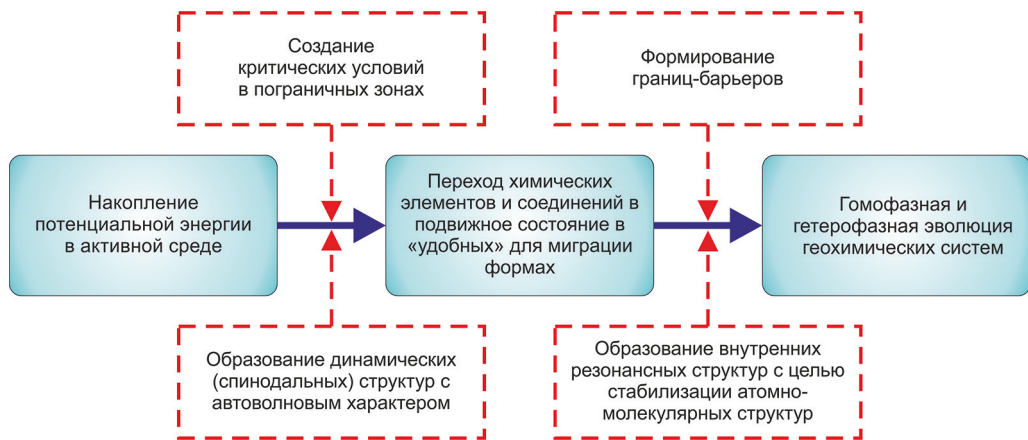 Создание
критических условий
в пограничных зонах
Формирование
границ-барьеров
Накопление
потенциальной энергии
в активной среде
Переход химических
элементов и соединений в
подвижное состояние в
«удобных» для миграции
формах
Гомофазная и
гетерофазная эволюция
геохимических систем
Образование динамических
(спинодальных) структур с
автоволновым характером
Образование внутренних
резонансных структур с целью
стабилизации атомно-
молекулярных структур